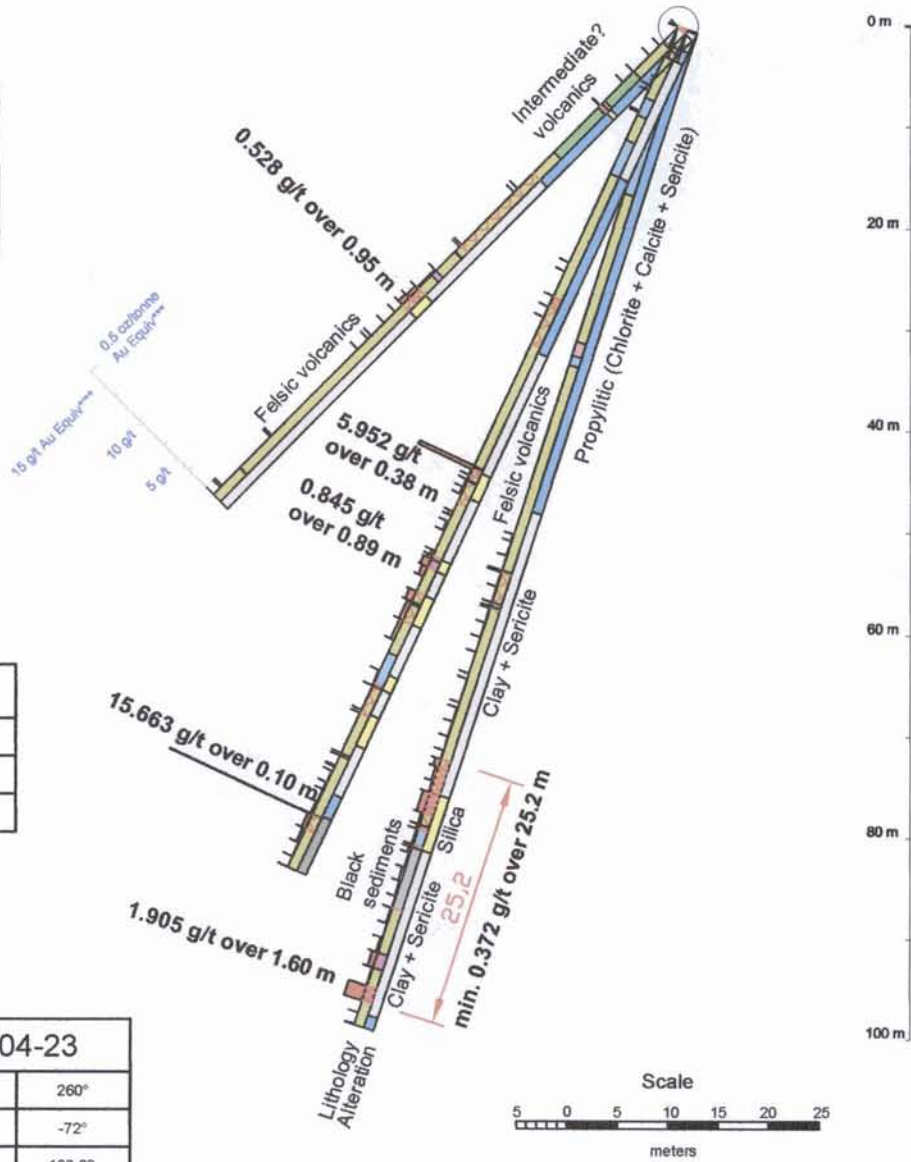 0 m
Intermediate?
volcanics
0.528 g/t over 0.95 m
20 m
Propylitic (Chlorite + Calcite + Sericite)
0.5 oz/tonne
Au Equiv***
15 g/t Au Equiv***
10 g/t
5 g/t
Felsic volcanics
40 m
5.952 g/t
over 0.38 m
Felsic volcanics
0.845 g/t
over 0.89 m
60 m
Clay + Sericite
15.663 g/t over 0.10 m
80 m
Black
sediments
Silica
25,2
min. 0.372 g/t over 25.2 m
Clay + Sericite
1.905 g/t over 1.60 m
100 m
Lithology
Alteration
04-23
260°
-72°
Scale
5 0 5 10 15 20 25
meters